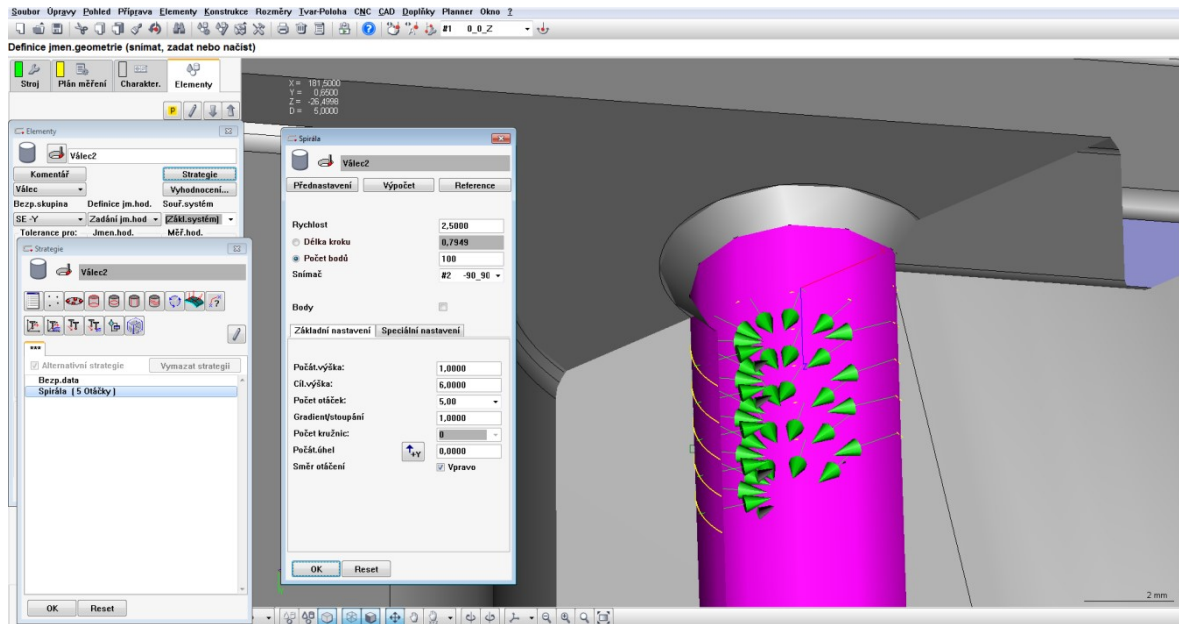 Soubor Úpravy Pohled Příprava Elementy Konstrukce Rozměry Tvar-Poloha CNC CAD Doplňky Planner Okno ?
#1 0_0_Z
Definice jmen.geometrie (snimat, zadat nebo načíst)
Stroj Plán měření Charakter. Elementy
X = 181,5000
Y = 0,6500
Z = -26,4998
D = 5,0000
P
Elementy
Válec2
Komentář Strategie
Válec Vyhodnocení...
Bezp.skupina Definice jm.hod. Souř.systém
SE -Y Zadání jm.hod (Zákl.systém)
Tolerance pro: Jmen.hod. Měř.hod.
Strategie
Válec2
***
Alternativní strategie Vymazat strategii
Bezp.data
Spirála ( 5 Otáčky )
OK Reset
Spirála
Válec2
Přednastavení Výpočet Reference
Rychlost 2,5000
Délka kroku 0,7949
Počet bodů 100
Snímač #2 -90_90
Body
Základní nastavení Speciální nastavení
Počát.výška: 1,0000
Cíl.výška: 6,0000
Počet otáček: 5,00
Gradient/stoupání 1,0000
Počet kružnic: 0
Počát.úhel +Y 0,0000
Směr otáčení Vpravo
OK Reset
2 mm